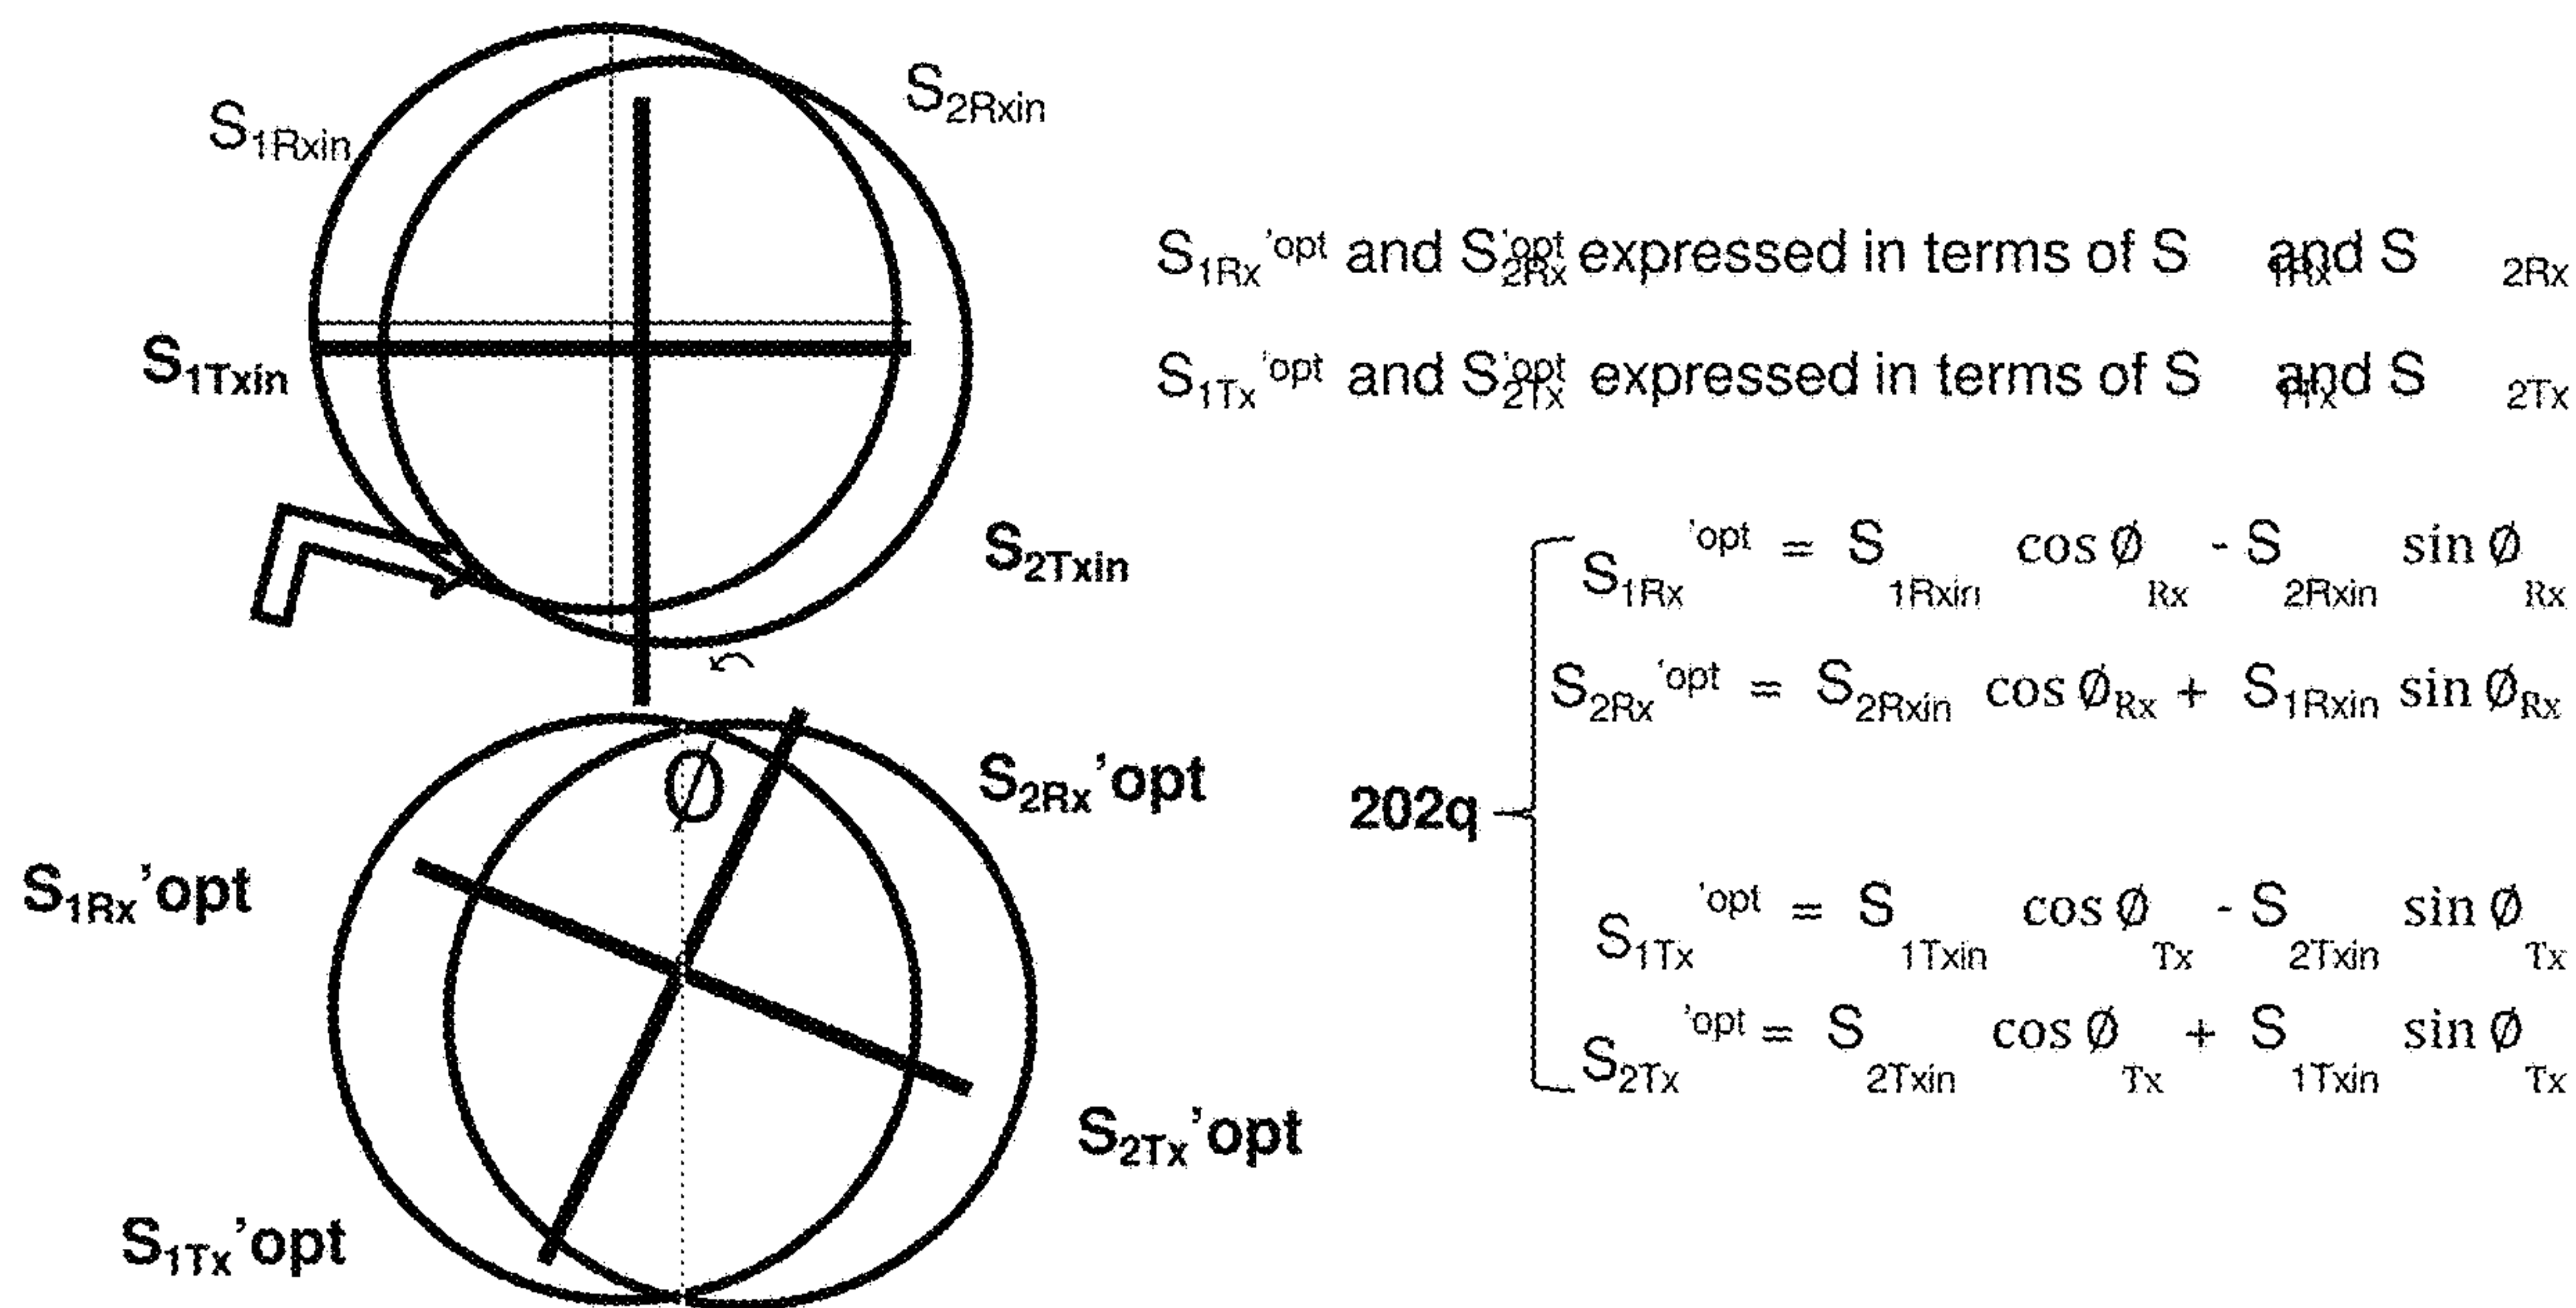 S1Rxin
S2Rxin
S1Txin
S2Txin
S1Rx'opt and S2Rx'opt expressed in terms of S1Rx and S2Rx
S1Tx'opt and S2Tx'opt expressed in terms of S1Tx and S2Tx
S1Rx'opt = S1Rxin cos ØRx - S2Rxin sin ØRx
S2Rx'opt = S2Rxin cos ØRx + S1Rxin sin ØRx
202q
S1Tx'opt = S1Txin cos ØTx - S2Txin sin ØTx
S2Tx'opt = S2Txin cos ØTx + S1Txin sin ØTx
Ø
S2Rx'opt
S1Rx'opt
S2Tx'opt
S1Tx'opt